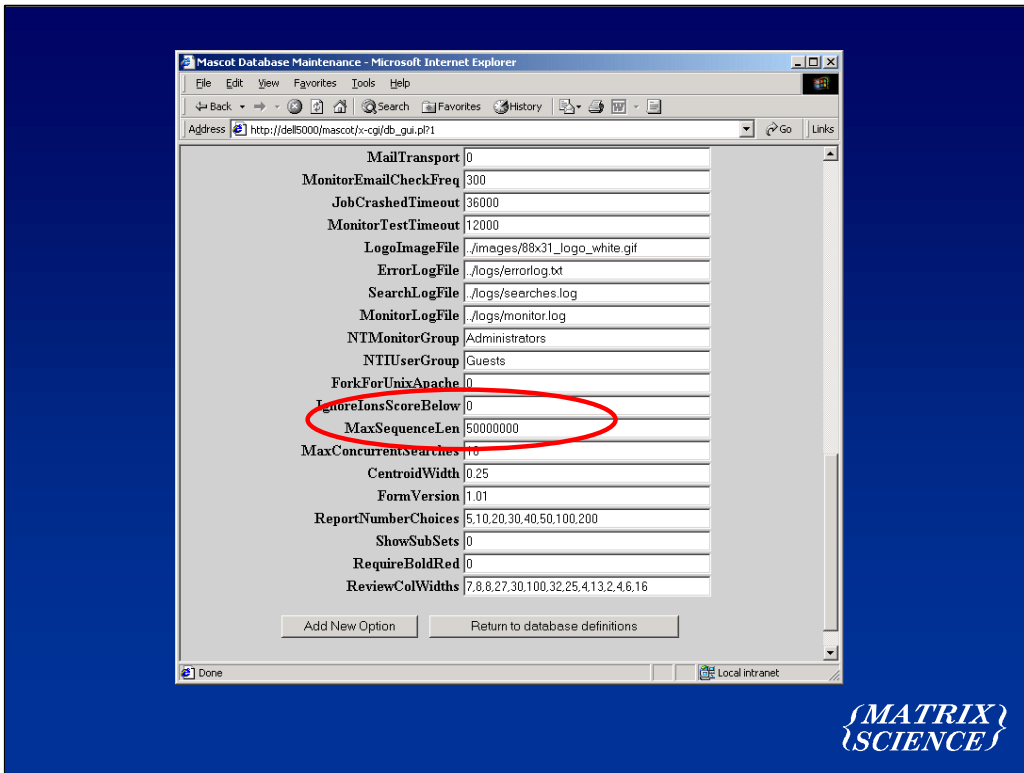 Mascot Database Maintenance - Microsoft Internet Explorer
File Edit View Favorites Tools Help
Back Search Favorites History
Address http://dell5000/mascot/x-cgi/db_gui.pl?1 Go Links
MailTransport 0
MonitorEmailCheckFreq 300
JobCrashedTimeout 36000
MonitorTestTimeout 12000
LogoImageFile ../images/88x31_logo_white.gif
ErrorLogFile ../logs/errorlog.txt
SearchLogFile ../logs/searches.log
MonitorLogFile ../logs/monitor.log
NTMonitorGroup Administrators
NTIUserGroup Guests
ForkForUnixApache 0
IgnoreIonsScoreBelow 0
MaxSequenceLen 50000000
MaxConcurrentSearches 10
CentroidWidth 0.25
FormVersion 1.01
ReportNumberChoices 5,10,20,30,40,50,100,200
ShowSubSets 0
RequireBoldRed 0
ReviewColWidths 7,8,8,27,30,100,32,25,4,13,2,4,6,16
Add New Option Return to database definitions
Done Local intranet
{MATRIX}
{SCIENCE}